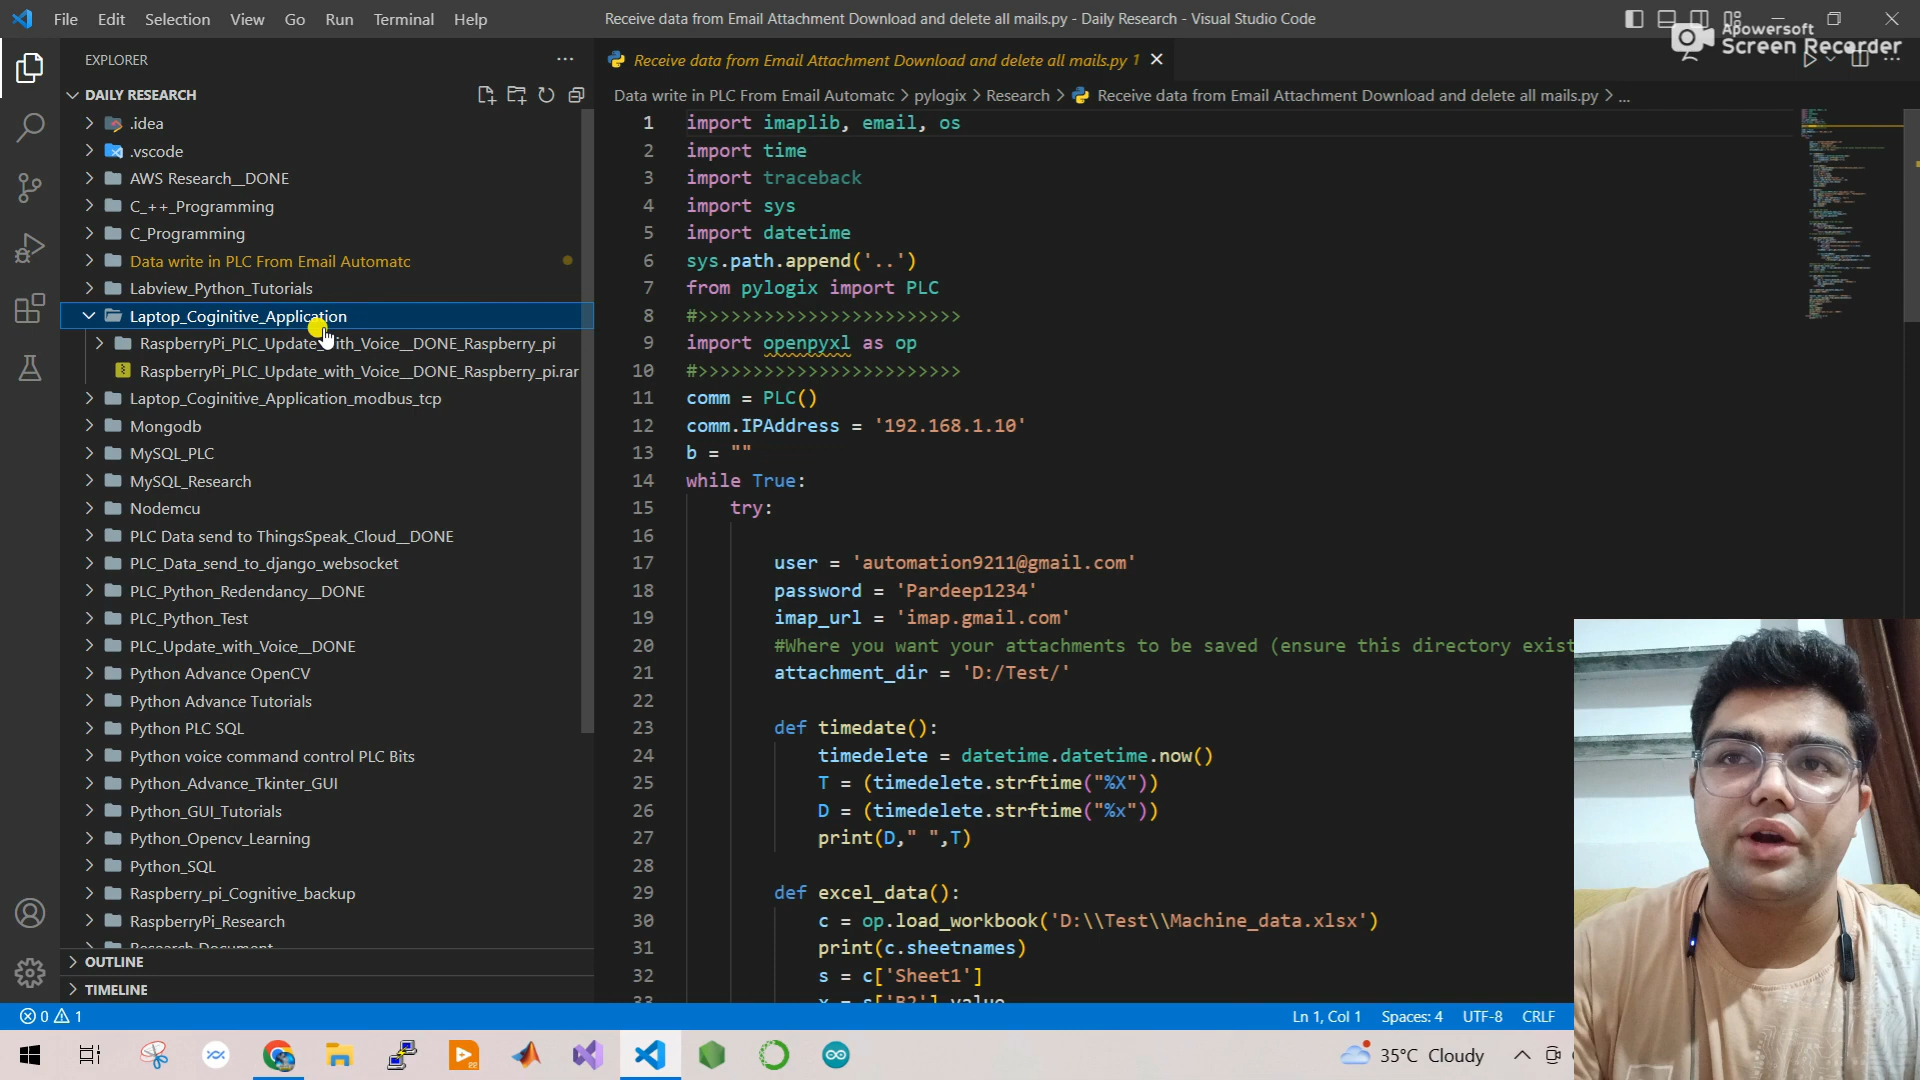 File Edit Selection View Go Run Terminal Help
Receive data from Email Attachment Download and delete all mails.py - Daily Research - Visual Studio Code
Apowersoft
Screen Recorder
EXPLORER
DAILY RESEARCH
.idea
.vscode
AWS Research__DONE
C_++_Programming
C_Programming
Data write in PLC From Email Automatc
Labview_Python_Tutorials
Laptop_Coginitive_Application
RaspberryPi_PLC_Update_with_Voice__DONE_Raspberry_pi
RaspberryPi_PLC_Update_with_Voice__DONE_Raspberry_pi.rar
Laptop_Coginitive_Application_modbus_tcp
Mongodb
MySQL_PLC
MySQL_Research
Nodemcu
PLC Data send to ThingsSpeak_Cloud__DONE
PLC_Data_send_to_django_websocket
PLC_Python_Redendancy__DONE
PLC_Python_Test
PLC_Update_with_Voice__DONE
Python Advance OpenCV
Python Advance Tutorials
Python PLC SQL
Python voice command control PLC Bits
Python_Advance_Tkinter_GUI
Python_GUI_Tutorials
Python_Opencv_Learning
Python_SQL
Raspberry_pi_Cognitive_backup
RaspberryPi_Research
Research Document
OUTLINE
TIMELINE
Receive data from Email Attachment Download and delete all mails.py 1
Data write in PLC From Email Automatc > pylogix > Research > Receive data from Email Attachment Download and delete all mails.py > ...
1 import imaplib, email, os
2 import time
3 import traceback
4 import sys
5 import datetime
6 sys.path.append('..')
7 from pylogix import PLC
8 #>>>>>>>>>>>>>>>>>>>>>>>>
9 import openpyxl as op
10 #>>>>>>>>>>>>>>>>>>>>>>>>
11 comm = PLC()
12 comm.IPAddress = '192.168.1.10'
13 b = ""
14 while True:
15 try:
16
17 user = 'automation9211@gmail.com'
18 password = 'Pardeep1234'
19 imap_url = 'imap.gmail.com'
20 #Where you want your attachments to be saved (ensure this directory exist
21 attachment_dir = 'D:/Test/'
22
23 def timedate():
24 timedelete = datetime.datetime.now()
25 T = (timedelete.strftime("%X"))
26 D = (timedelete.strftime("%x"))
27 print(D," ",T)
28
29 def excel_data():
30 c = op.load_workbook('D:\\Test\\Machine_data.xlsx')
31 print(c.sheetnames)
32 s = c['Sheet1']
33 x = s['B2'].value
0 1
Ln 1, Col 1 Spaces: 4 UTF-8 CRLF
35°C Cloudy